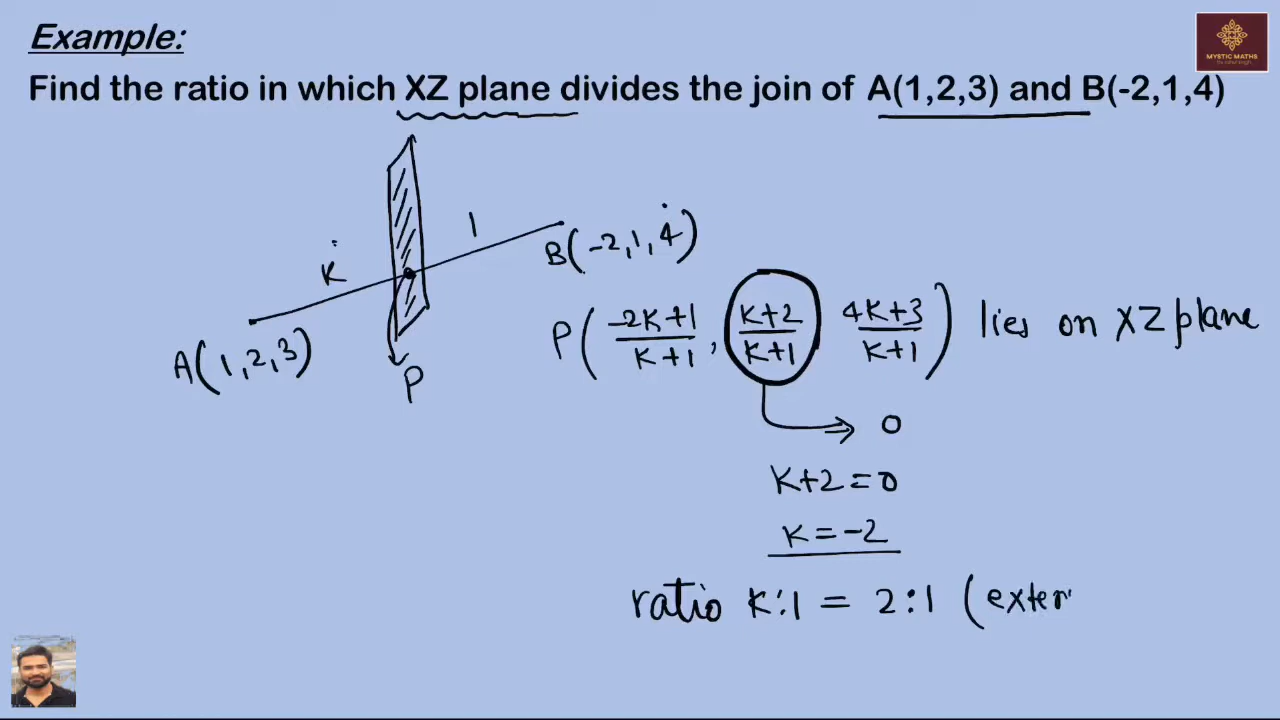 Example:
MYSTIC MATHS
Find the ratio in which XZ plane divides the join of A(1,2,3) and B(-2,1,4)
K 1
B(-2,1,4)
A(1,2,3)
P
P( -2K+1/K+1 , K+2/K+1 4K+3/K+1 ) lies on XZ plane
0
K+2=0
K=-2
ratio K:1 = 2:1 (exter